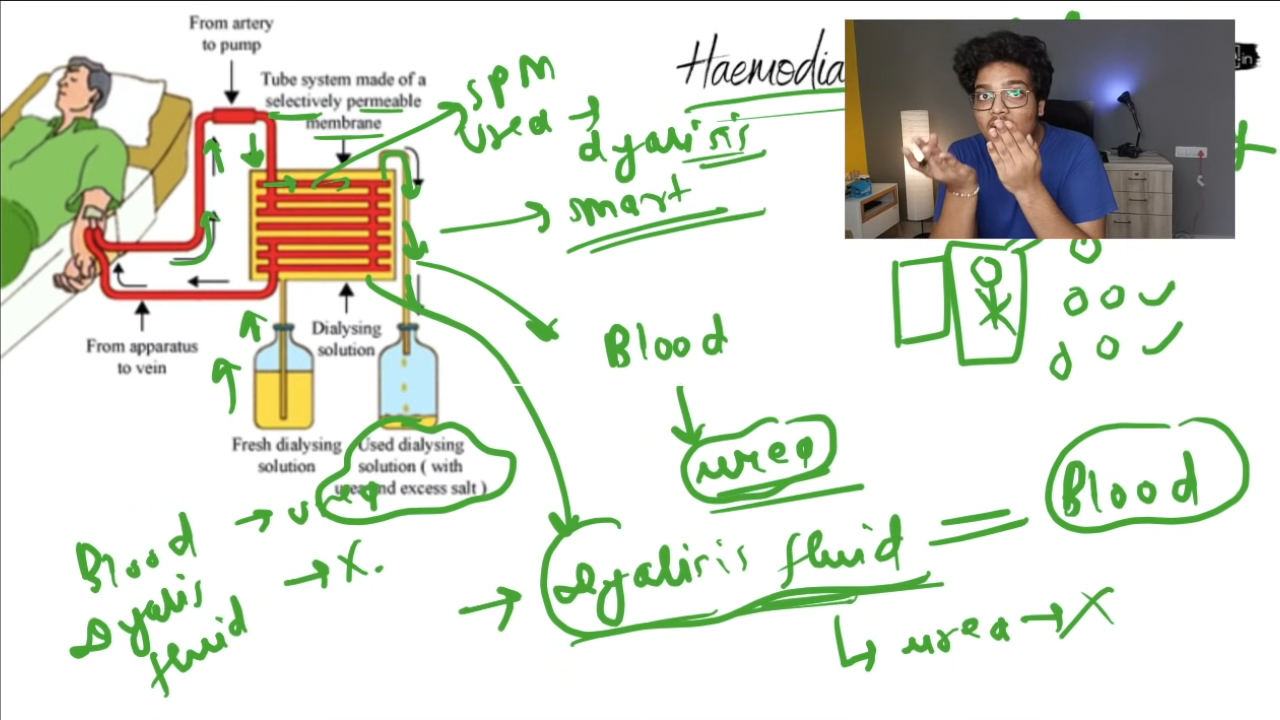 From artery
to pump
Tube system made of a
selectively permeable
membrane
Haemodia
SPM
urea →
dyalisis
smart
From apparatus
to vein
Dialysing
solution
Blood
urea
Fresh dialysing
solution
Used dialysing
solution ( with
urea and excess salt )
Blood → urea
Dyalis
fluid → X.
Dyalisis fluid = Blood
urea → X